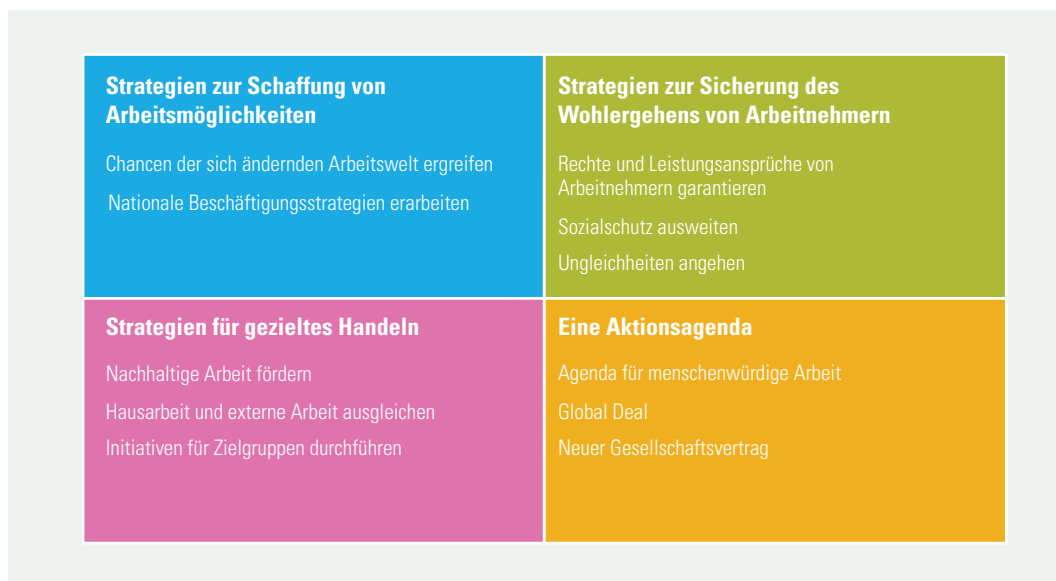 Strategien zur Schaffung von
Arbeitsmöglichkeiten
Chancen der sich ändernden Arbeitswelt ergreifen
Nationale Beschäftigungsstrategien erarbeiten
Strategien zur Sicherung des
Wohlergehens von Arbeitnehmern
Rechte und Leistungsansprüche von
Arbeitnehmern garantieren
Sozialschutz ausweiten
Ungleichheiten angehen
Strategien für gezieltes Handeln
Nachhaltige Arbeit fördern
Hausarbeit und externe Arbeit ausgleichen
Initiativen für Zielgruppen durchführen
Eine Aktionsagenda
Agenda für menschenwürdige Arbeit
Global Deal
Neuer Gesellschaftsvertrag